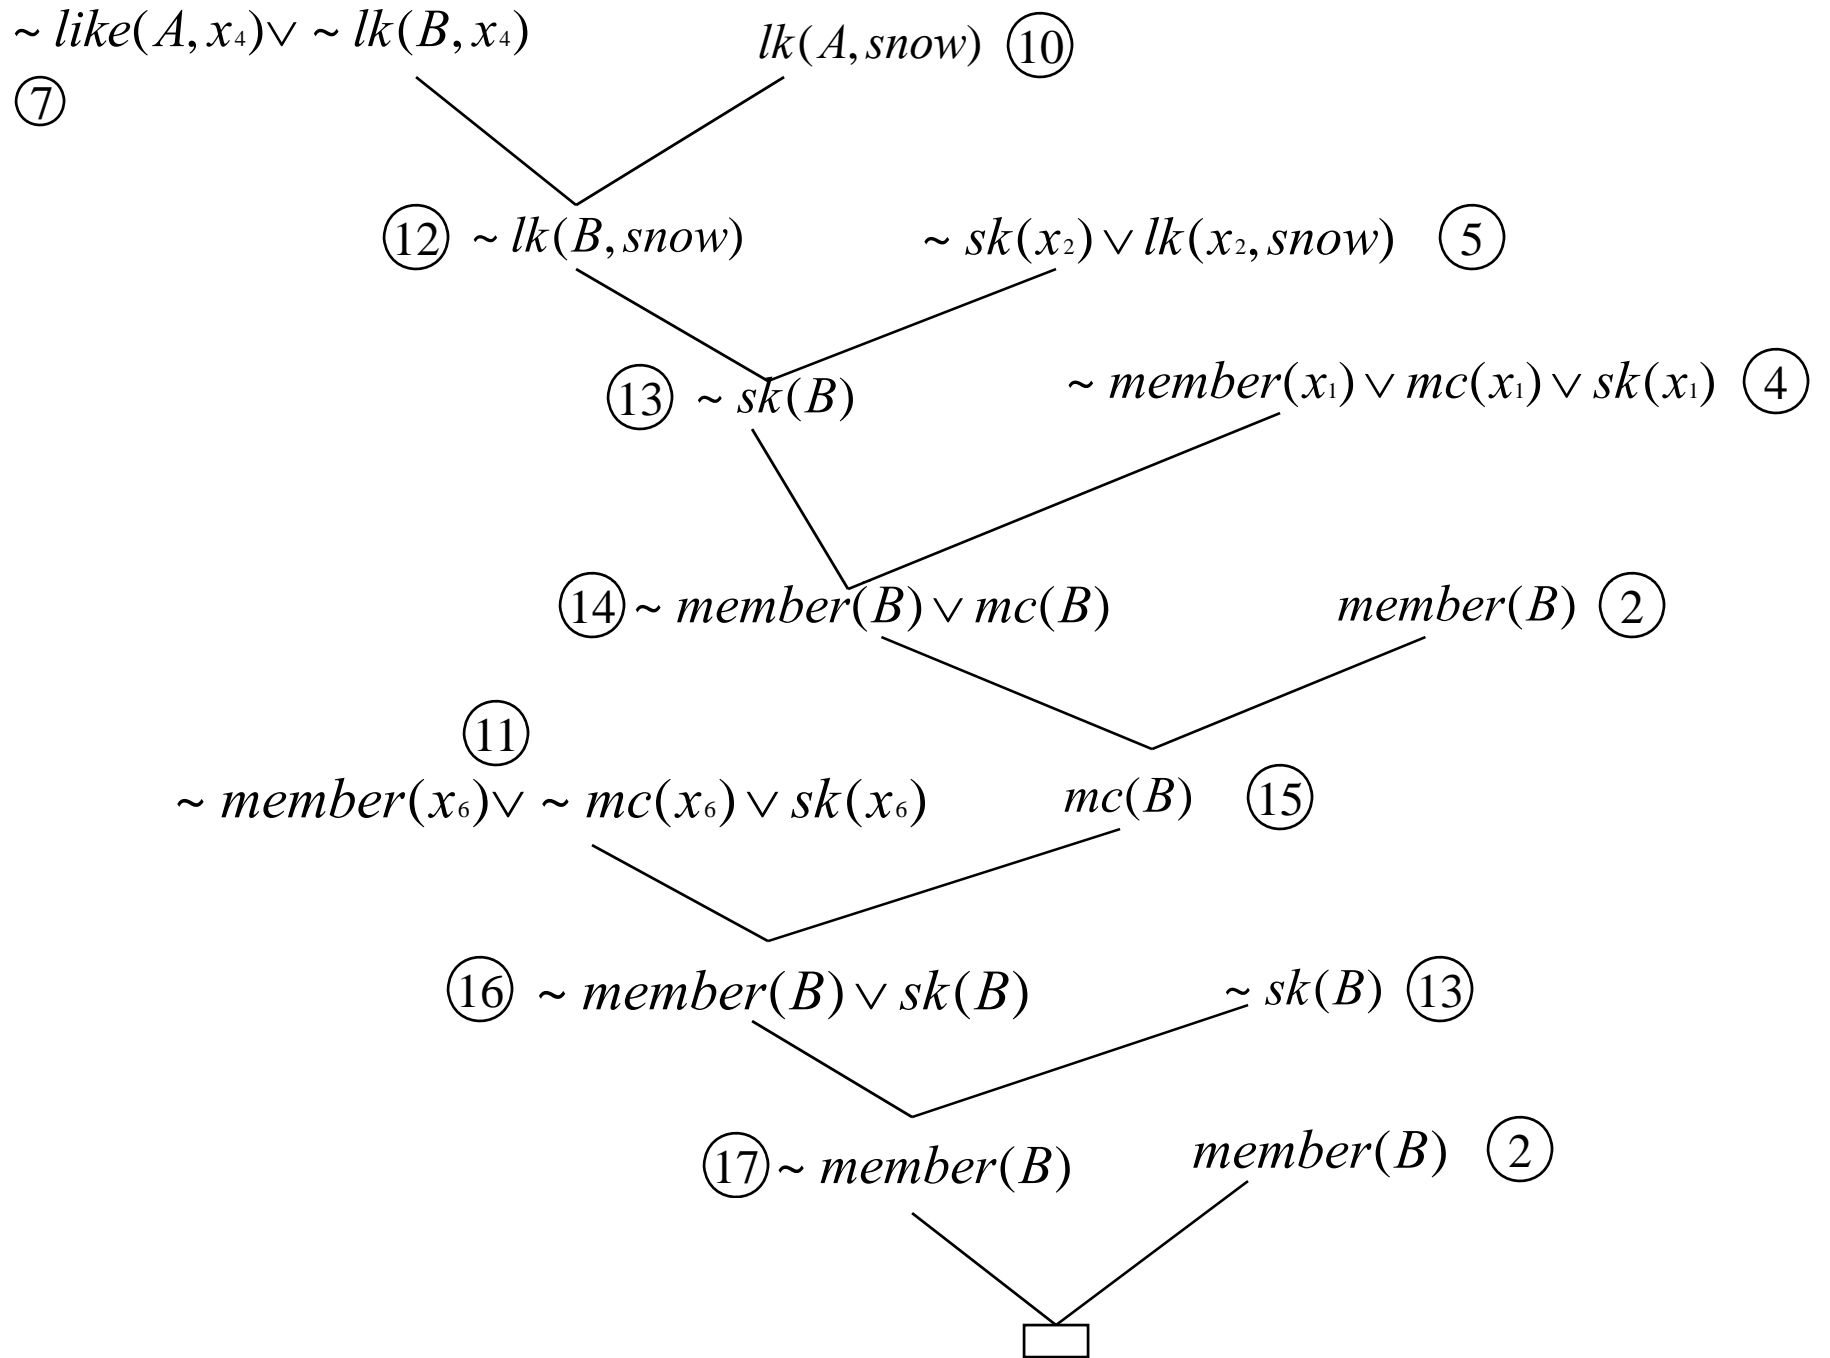 ~ like(A, x₄)∨ ~ lk(B, x₄) lk(A, snow) 10
7
12 ~ lk(B, snow) ~ sk(x₂) ∨ lk(x₂, snow) 5
13 ~ sk(B) ~ member(x₁) ∨ mc(x₁) ∨ sk(x₁) 4
14 ~ member(B) ∨ mc(B) member(B) 2
11
~ member(x₆)∨ ~ mc(x₆) ∨ sk(x₆) mc(B) 15
16 ~ member(B) ∨ sk(B) ~ sk(B) 13
17 ~ member(B) member(B) 2